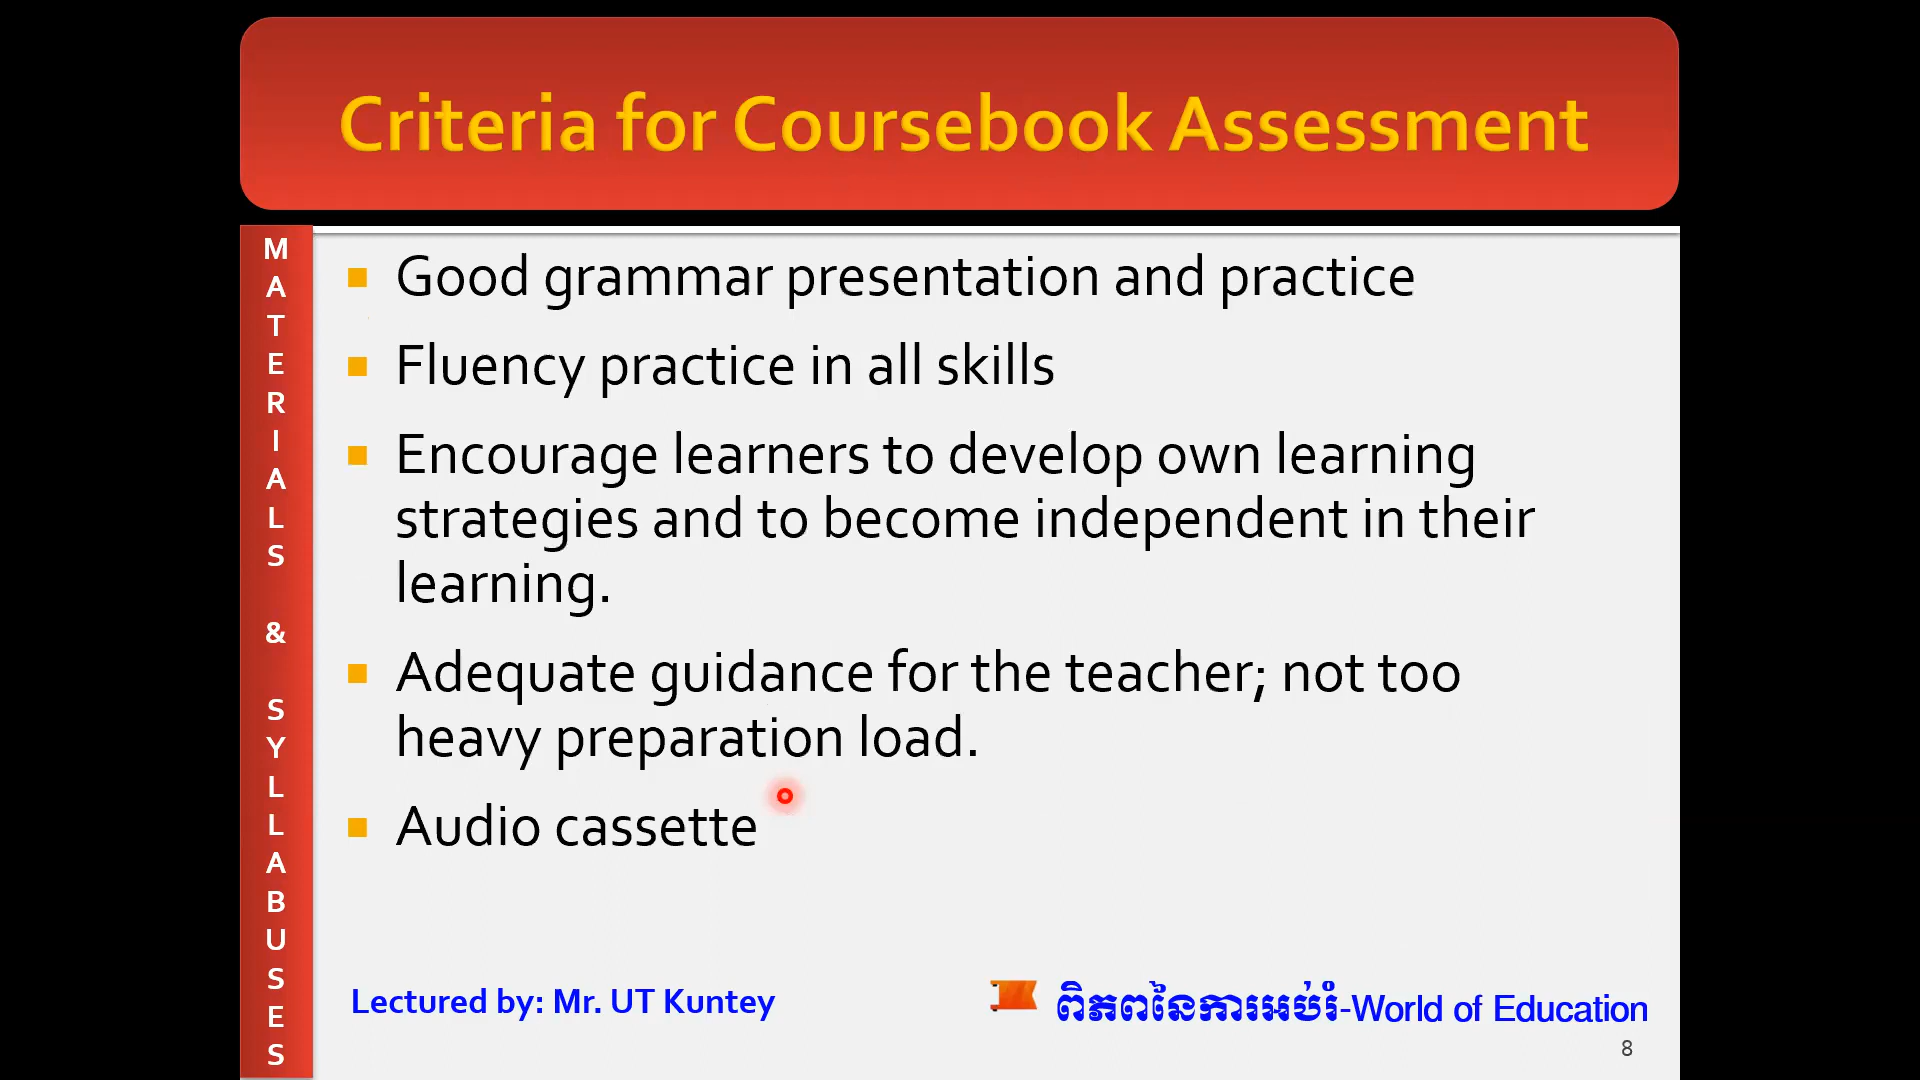 Criteria for Coursebook Assessment
MATERIALS & SYLLABUSES
Good grammar presentation and practice
Fluency practice in all skills
Encourage learners to develop own learning
strategies and to become independent in their
learning.
Adequate guidance for the teacher; not too
heavy preparation load.
Audio cassette
Lectured by: Mr. UT Kuntey
ពិភពនៃការអប់រំ-World of Education
8